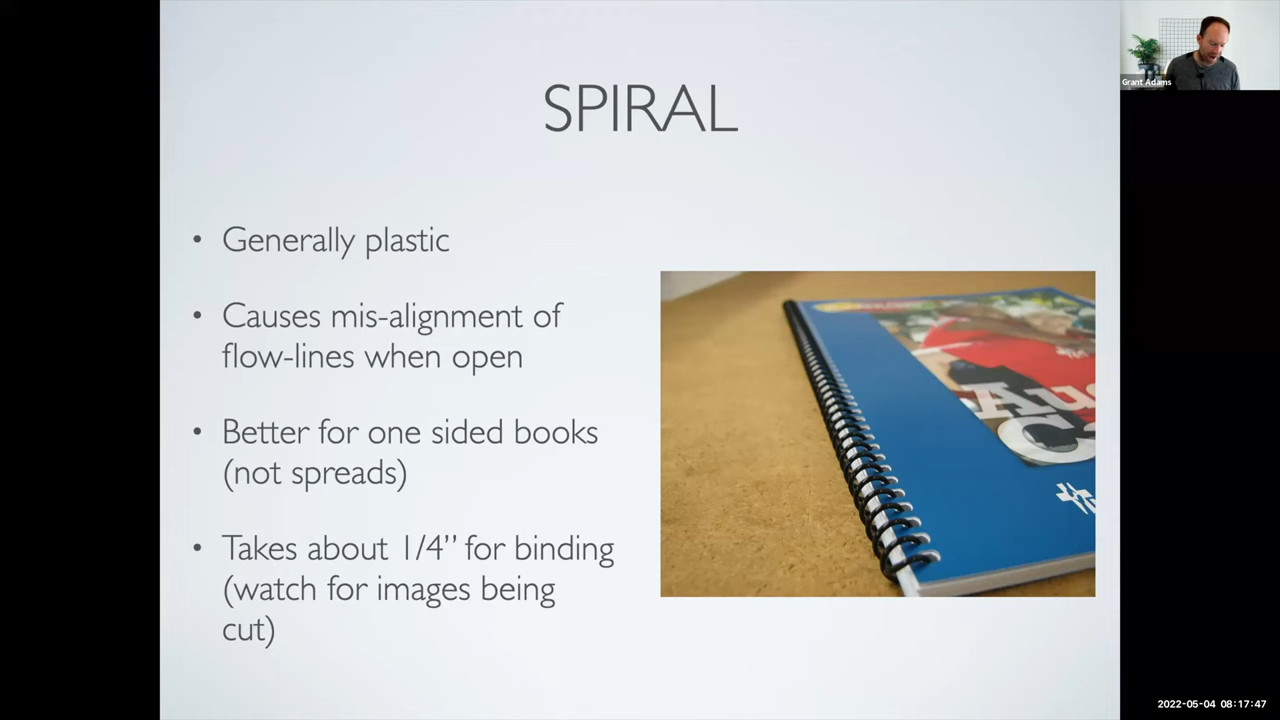 SPIRAL
Grant Adams
• Generally plastic
• Causes mis-alignment of
flow-lines when open
• Better for one sided books
(not spreads)
• Takes about 1/4” for binding
(watch for images being
cut)
2022-05-04 08:17:47